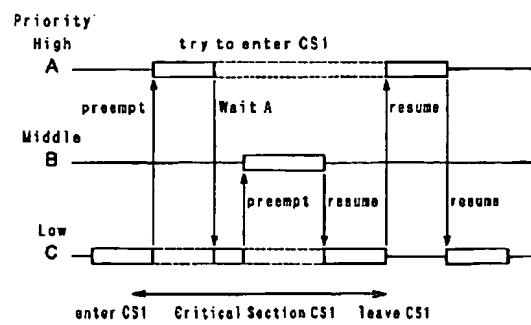 Priority
High
A
try to enter CS1
preempt
Wait A
resume
Middle
B
preempt
resume
resume
Low
C
enter CS1
Critical Section CS1
leave CS1